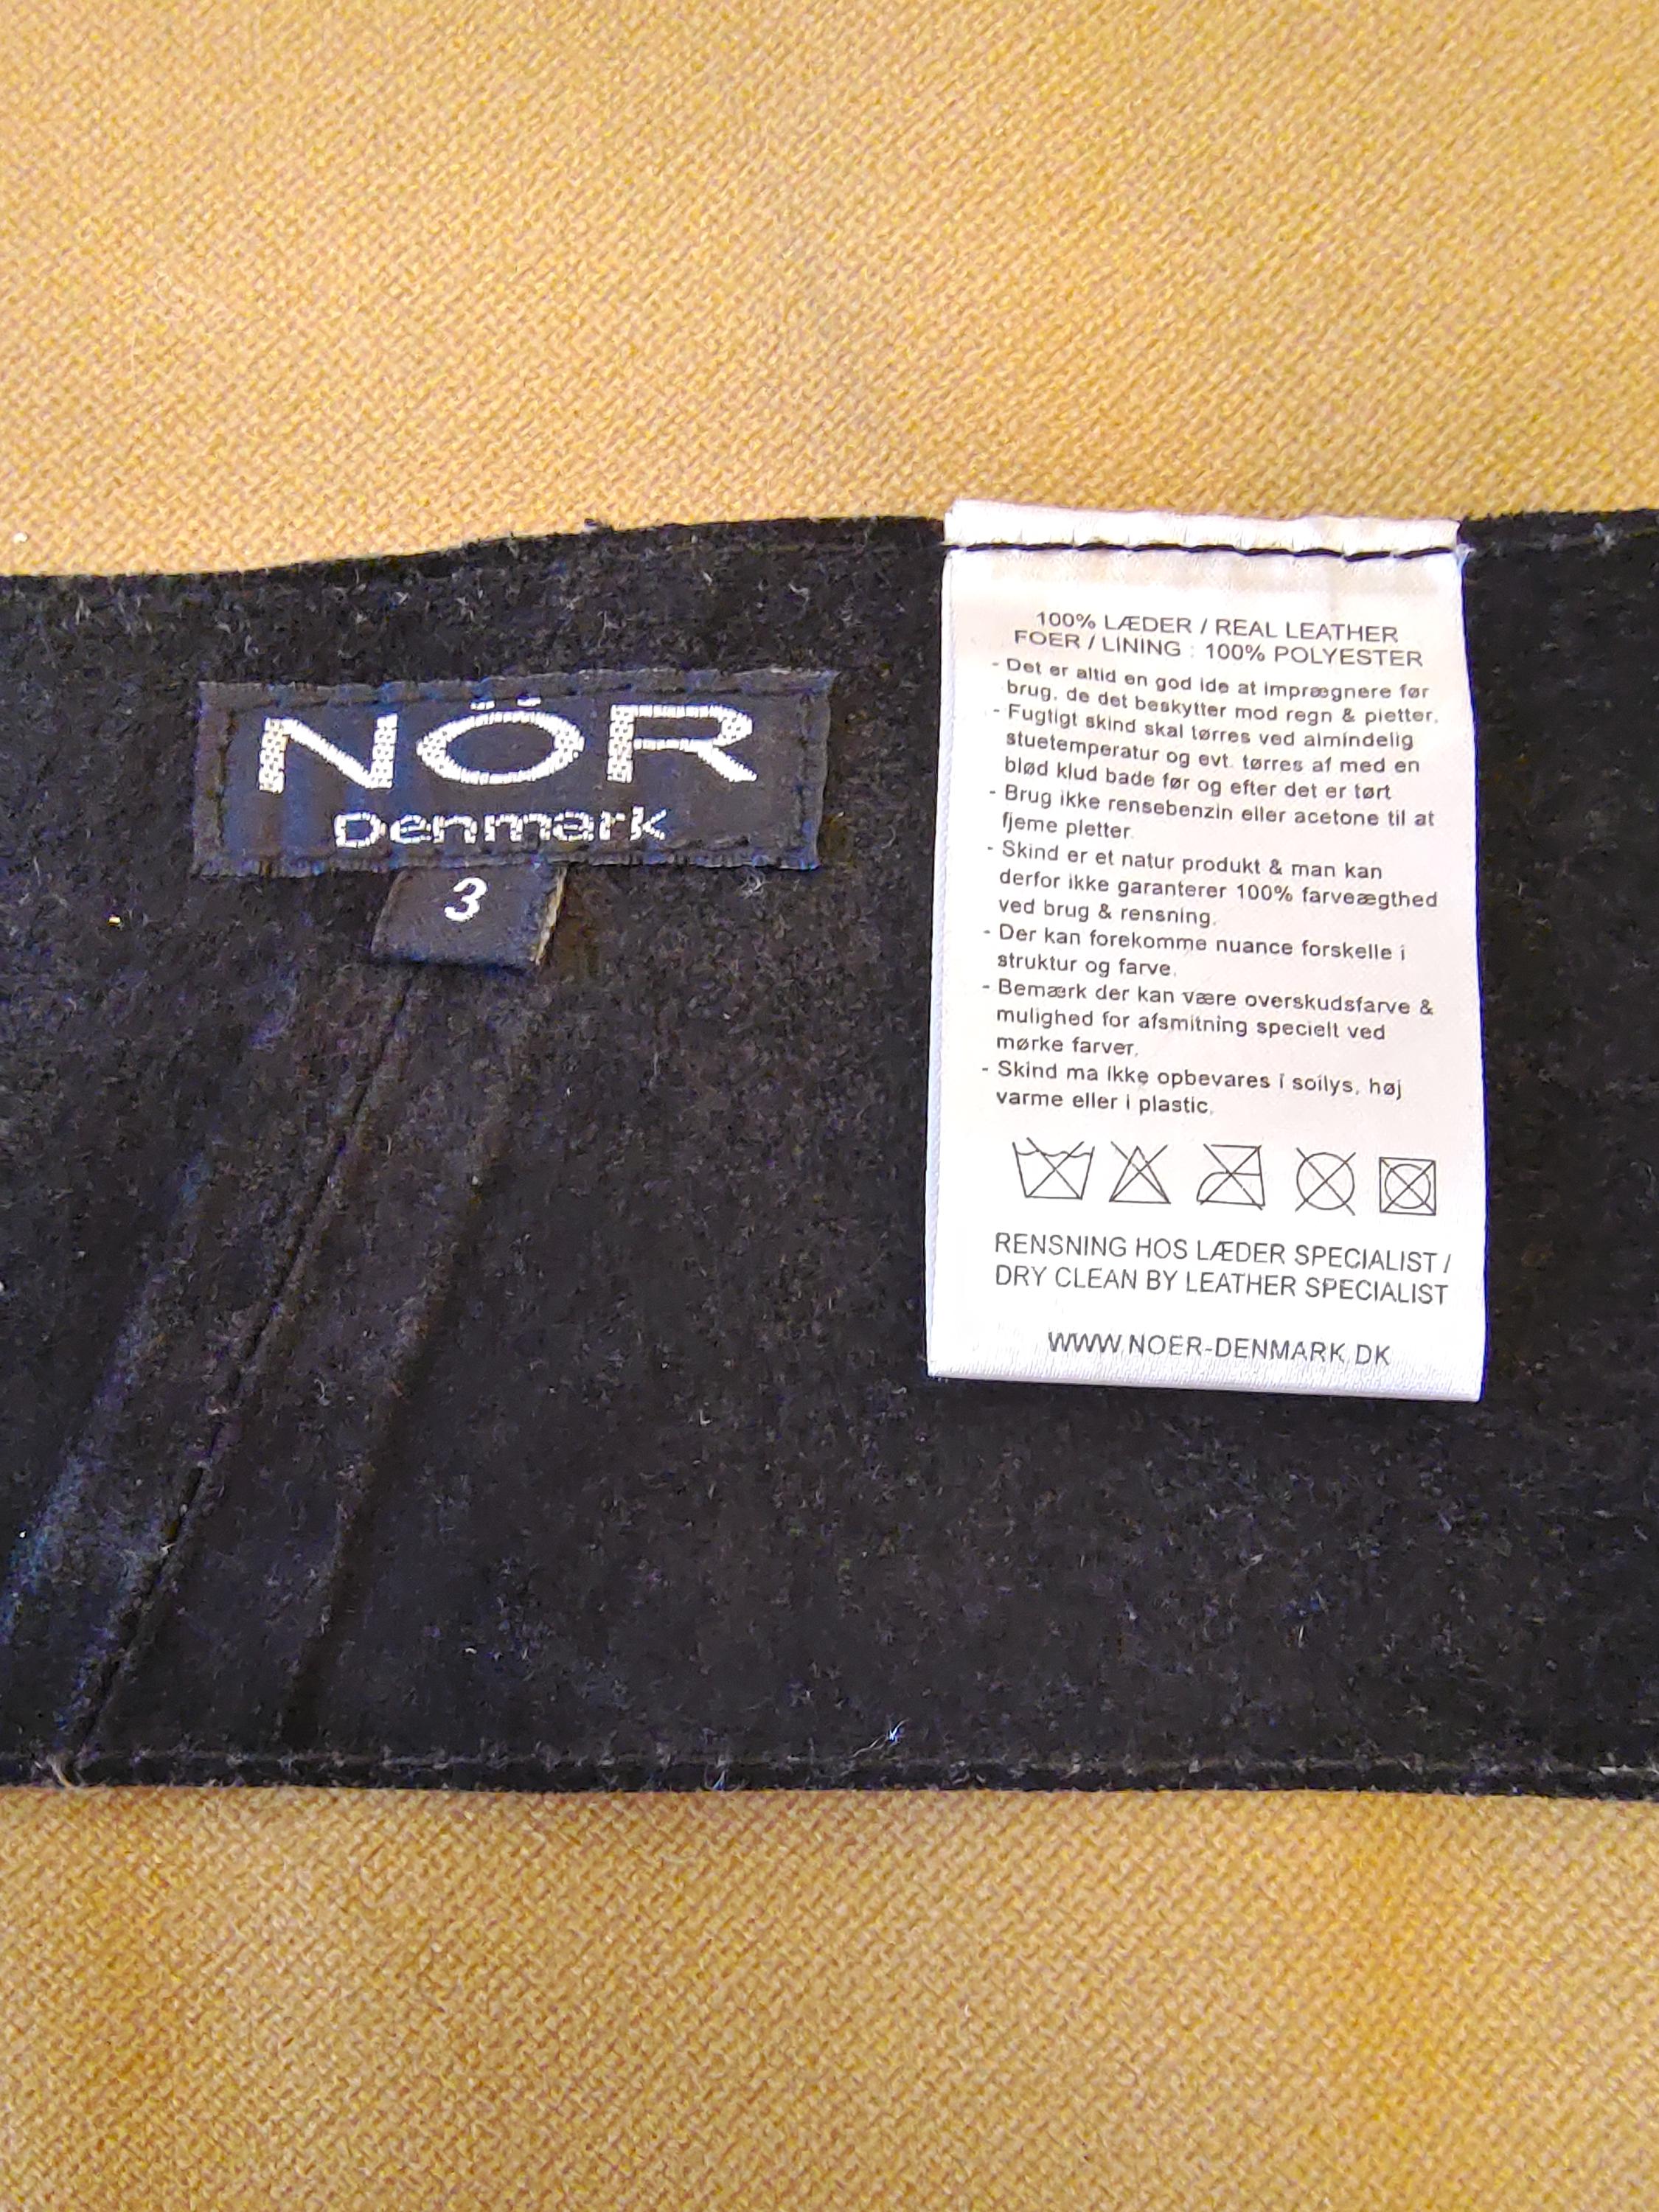 NÖR
Denmark
3
100% LÆDER / REAL LEATHER
FOER / LINING : 100% POLYESTER
- Det er altid en god ide at imprægnere før
brug, de det beskytter mod regn & pletter.
- Fugtigt skind skal tørres ved almindelig
stuetemperatur og evt. tørres af med en
blød klud bade før og efter det er tørt
- Brug ikke rensebenzin eller acetone til at
fjeme pletter.
- Skind er et natur produkt & man kan
derfor ikke garanterer 100% farveægthed
ved brug & rensning.
- Der kan forekomme nuance forskelle i
struktur og farve.
- Bemærk der kan være overskudsfarve &
mulighed for afsmitning specielt ved
mørke farver.
- Skind ma ikke opbevares i soilys, høj
varme eller i plastic.
RENSNING HOS LÆDER SPECIALIST /
DRY CLEAN BY LEATHER SPECIALIST
WWW.NOER-DENMARK.DK